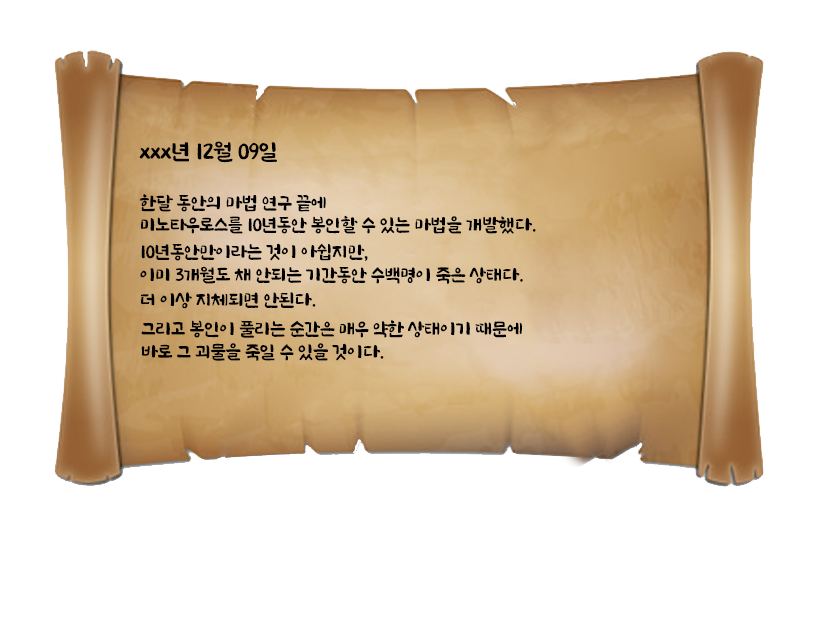 xxx년 12월 09일
한달 동안의 마법 연구 끝에
미노타우로스를 10년동안 봉인할 수 있는 마법을 개발했다.
10년동안만이라는 것이 아쉽지만,
이미 3개월도 채 안되는 기간동안 수백명이 죽은 상태다.
더 이상 지체되면 안된다.
그리고 봉인이 풀리는 순간은 매우 약한 상태이기 때문에
바로 그 괴물을 죽일 수 있을 것이다.